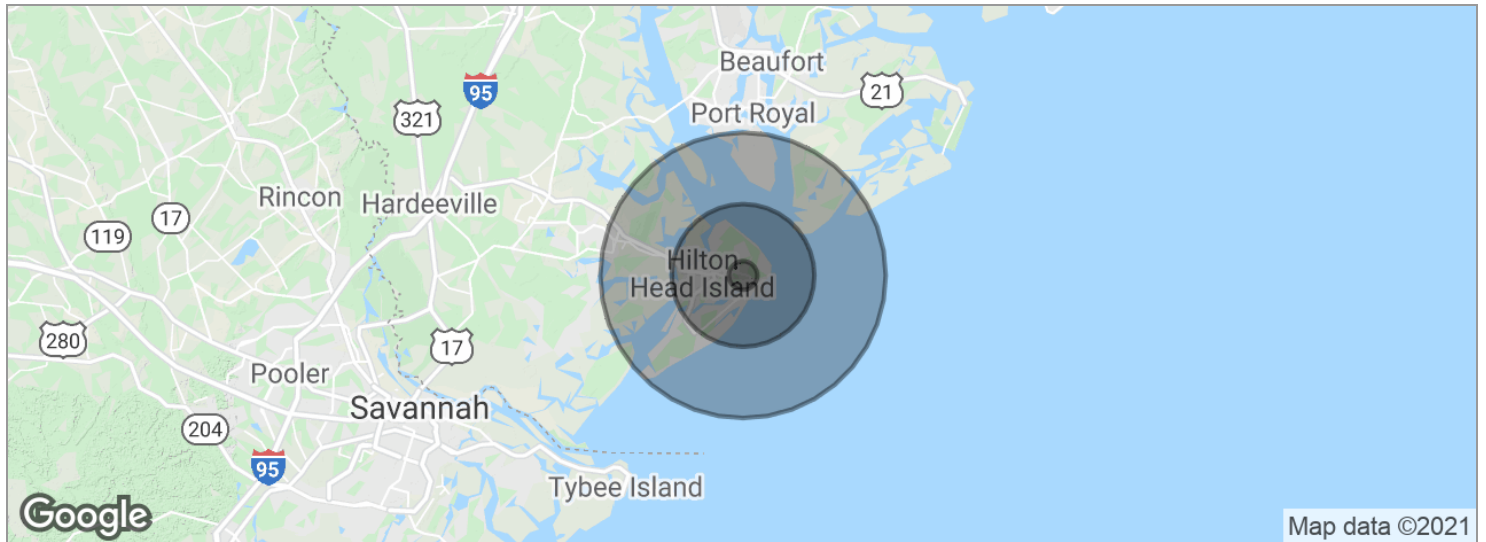 Beaufort
95
21
321
Port Royal
Rincon
Hardeeville
17
119
Hilton
Head Island
280
17
Pooler
Savannah
204
95
Tybee Island
Google
Map data ©2021